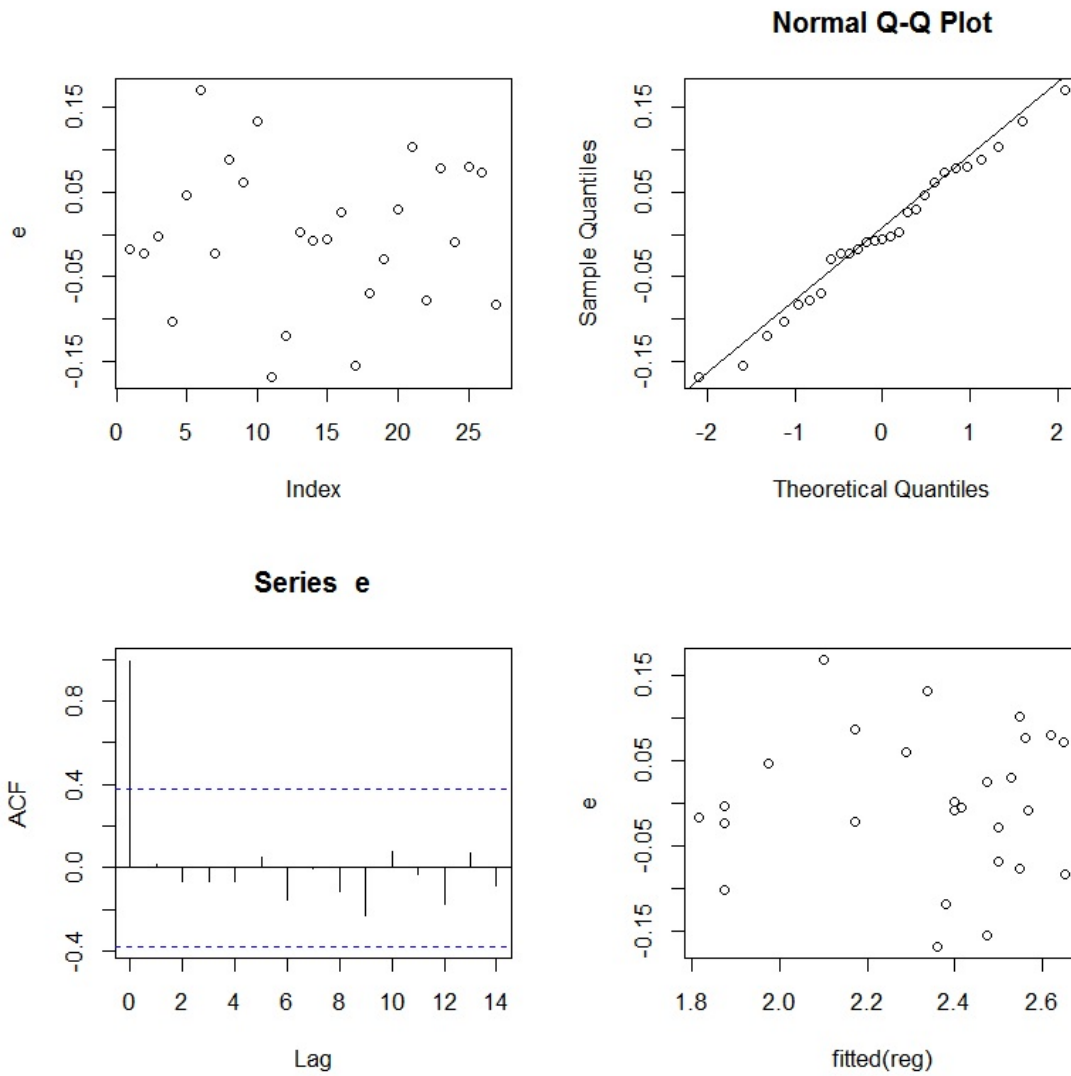 Normal Q-Q Plot
e
-0.15 -0.05 0.05 0.15
0 5 10 15 20 25
Index
Sample Quantiles
-0.15 -0.05 0.05 0.15
-2 -1 0 1 2
Theoretical Quantiles
Series e
ACF
-0.4 0.0 0.4 0.8
0 2 4 6 8 10 12 14
Lag
e
-0.15 -0.05 0.05 0.15
1.8 2.0 2.2 2.4 2.6
fitted(reg)